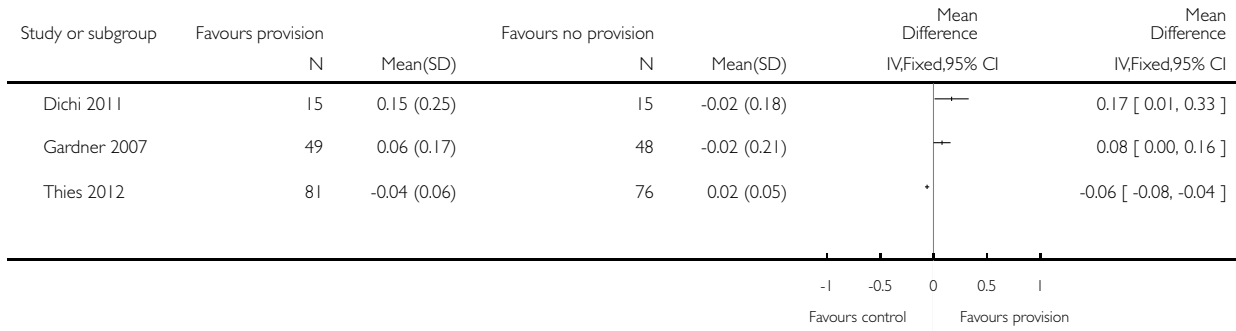 Mean Mean
Study or subgroup Favours provision Favours no provision Difference Difference
N Mean(SD) N Mean(SD) IV,Fixed,95% CI IV,Fixed,95% CI
Dichi 2011 15 0.15 (0.25) 15 -0.02 (0.18) 0.17 [ 0.01, 0.33 ]
Gardner 2007 49 0.06 (0.17) 48 -0.02 (0.21) 0.08 [ 0.00, 0.16 ]
Thies 2012 81 -0.04 (0.06) 76 0.02 (0.05) -0.06 [ -0.08, -0.04 ]
-1 -0.5 0 0.5 1
Favours control Favours provision